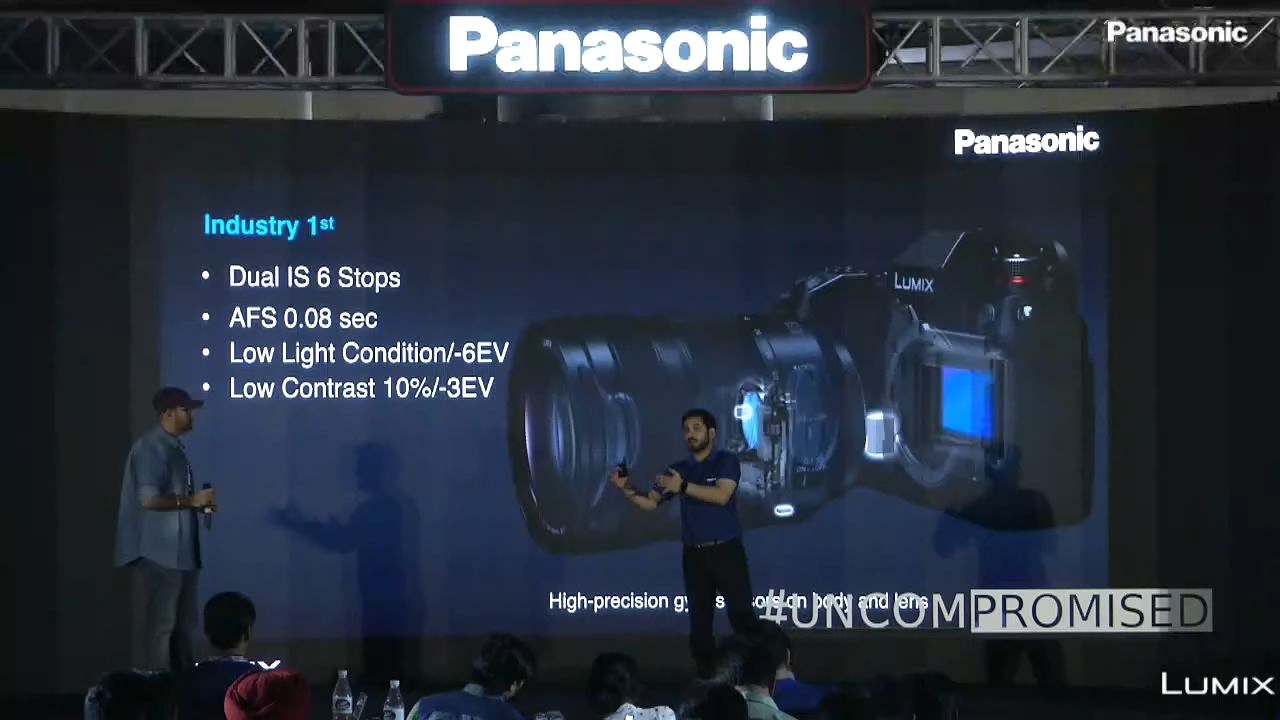 Panasonic
Panasonic
Panasonic
Industry 1st
• Dual IS 6 Stops
• AFS 0.08 sec
• Low Light Condition/-6EV
• Low Contrast 10%/-3EV
LUMIX
High-precision on body and lens
#UNCOMPROMISED
LUMIX